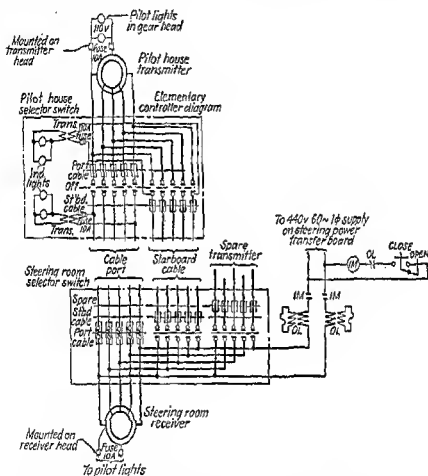 Pilot lights
in gear head
110V
Mounted on
transmitter
head
Fuse
10A
Pilot house
transmitter
Elementary
controller diagram
Pilot house
selector switch
Trans.
Fuse
10A
Port
cable
Off
Ind.
lights
Stbd.
cable
Fuse
10A
Trans.
Cable
port
Starboard
cable
Spare
transmitter
To 440v 60~ 1ϕ supply
on steering power
transfer board
CLOSE
OPEN
1M
OL
Steering room
selector switch
Spare
Stbd
cable
Port
cable
1M
1M
OL
OL
Steering room
receiver
Mounted on
receiver head
Fuse
10A
To pilot lights